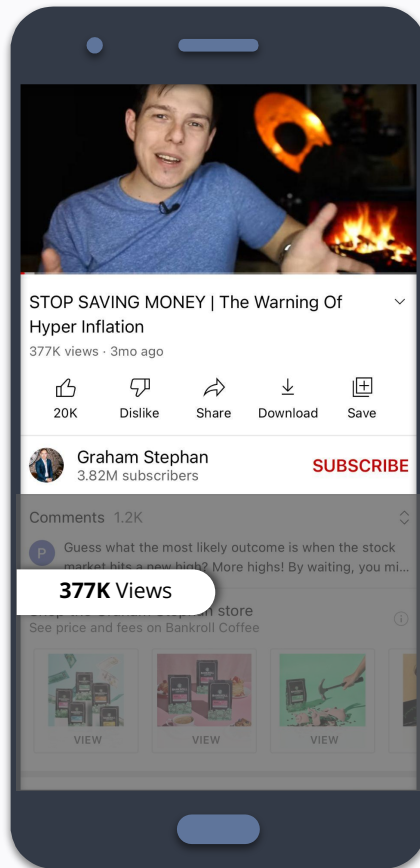 STOP SAVING MONEY | The Warning Of
Hyper Inflation
377K views · 3mo ago
20K
Dislike
Share
Download
Save
Graham Stephan
3.82M subscribers
SUBSCRIBE
Comments 1.2K
P
Guess what the most likely outcome is when the stock
market hits a new high? More highs! By waiting, you mi...
377K Views
Stephan store
See price and fees on Bankroll Coffee
VIEW
VIEW
VIEW